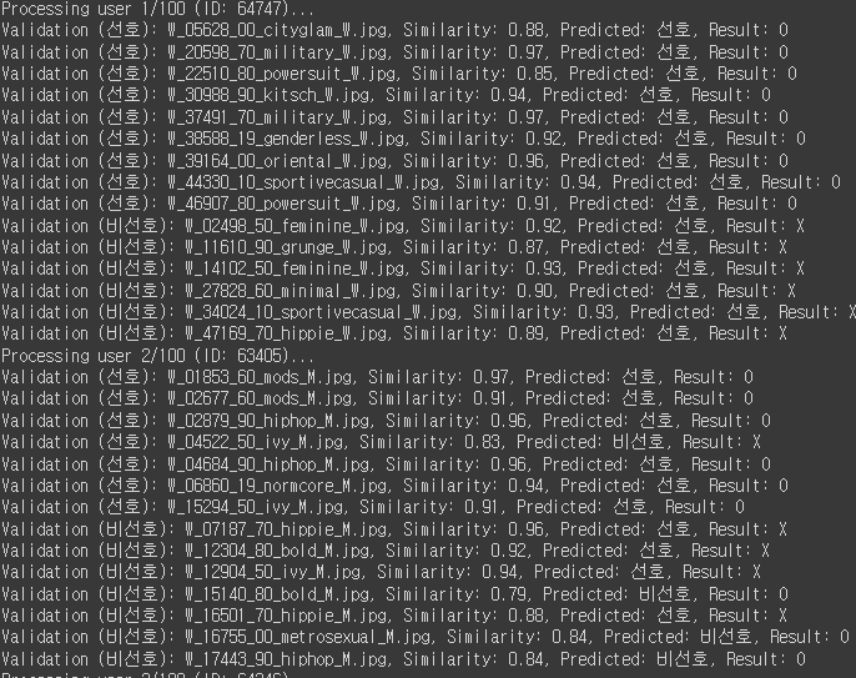 Processing user 1/100 (ID: 64747)...
Validation (선호): W_05628_00_cityglam_W.jpg, Similarity: 0.88, Predicted: 선호, Result: O
Validation (선호): W_20598_70_military_W.jpg, Similarity: 0.97, Predicted: 선호, Result: O
Validation (선호): W_22510_80_powersuit_W.jpg, Similarity: 0.85, Predicted: 선호, Result: O
Validation (선호): W_30988_90_kitsch_W.jpg, Similarity: 0.94, Predicted: 선호, Result: O
Validation (선호): W_37491_70_military_W.jpg, Similarity: 0.97, Predicted: 선호, Result: O
Validation (선호): W_38588_19_genderless_W.jpg, Similarity: 0.92, Predicted: 선호, Result: O
Validation (선호): W_39164_00_oriental_W.jpg, Similarity: 0.96, Predicted: 선호, Result: O
Validation (선호): W_44330_10_sportivecasual_W.jpg, Similarity: 0.94, Predicted: 선호, Result: O
Validation (선호): W_46907_80_powersuit_W.jpg, Similarity: 0.91, Predicted: 선호, Result: O
Validation (비선호): W_02498_50_feminine_W.jpg, Similarity: 0.92, Predicted: 선호, Result: X
Validation (비선호): W_11610_90_grunge_W.jpg, Similarity: 0.87, Predicted: 선호, Result: X
Validation (비선호): W_14102_50_feminine_W.jpg, Similarity: 0.93, Predicted: 선호, Result: X
Validation (비선호): W_27828_60_minimal_W.jpg, Similarity: 0.90, Predicted: 선호, Result: X
Validation (비선호): W_34024_10_sportivecasual_W.jpg, Similarity: 0.93, Predicted: 선호, Result: X
Validation (비선호): W_47169_70_hippie_W.jpg, Similarity: 0.89, Predicted: 선호, Result: X
Processing user 2/100 (ID: 63405)...
Validation (선호): W_01853_60_mods_M.jpg, Similarity: 0.97, Predicted: 선호, Result: O
Validation (선호): W_02677_60_mods_M.jpg, Similarity: 0.91, Predicted: 선호, Result: O
Validation (선호): W_02879_90_hiphop_M.jpg, Similarity: 0.96, Predicted: 선호, Result: O
Validation (선호): W_04522_50_ivy_M.jpg, Similarity: 0.83, Predicted: 비선호, Result: X
Validation (선호): W_04684_90_hiphop_M.jpg, Similarity: 0.96, Predicted: 선호, Result: O
Validation (선호): W_06860_19_normcore_M.jpg, Similarity: 0.94, Predicted: 선호, Result: O
Validation (선호): W_15294_50_ivy_M.jpg, Similarity: 0.91, Predicted: 선호, Result: O
Validation (비선호): W_07187_70_hippie_M.jpg, Similarity: 0.96, Predicted: 선호, Result: X
Validation (비선호): W_12304_80_bold_M.jpg, Similarity: 0.92, Predicted: 선호, Result: X
Validation (비선호): W_12904_50_ivy_M.jpg, Similarity: 0.94, Predicted: 선호, Result: X
Validation (비선호): W_15140_80_bold_M.jpg, Similarity: 0.79, Predicted: 비선호, Result: O
Validation (비선호): W_16501_70_hippie_M.jpg, Similarity: 0.88, Predicted: 선호, Result: X
Validation (비선호): W_16755_00_metrosexual_M.jpg, Similarity: 0.84, Predicted: 비선호, Result: O
Validation (비선호): W_17443_90_hiphop_M.jpg, Similarity: 0.84, Predicted: 비선호, Result: O